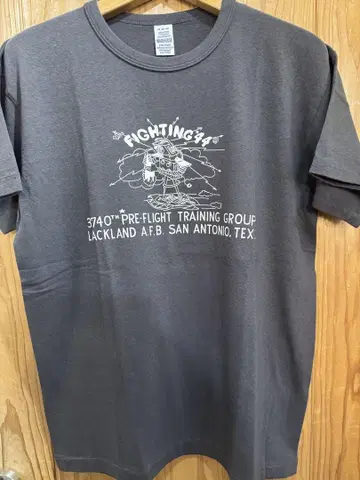 FIGHTING "44"
3740TH PRE-FLIGHT TRAINING GROUP
LACKLAND A.F.B. SAN ANTONIO, TEX.